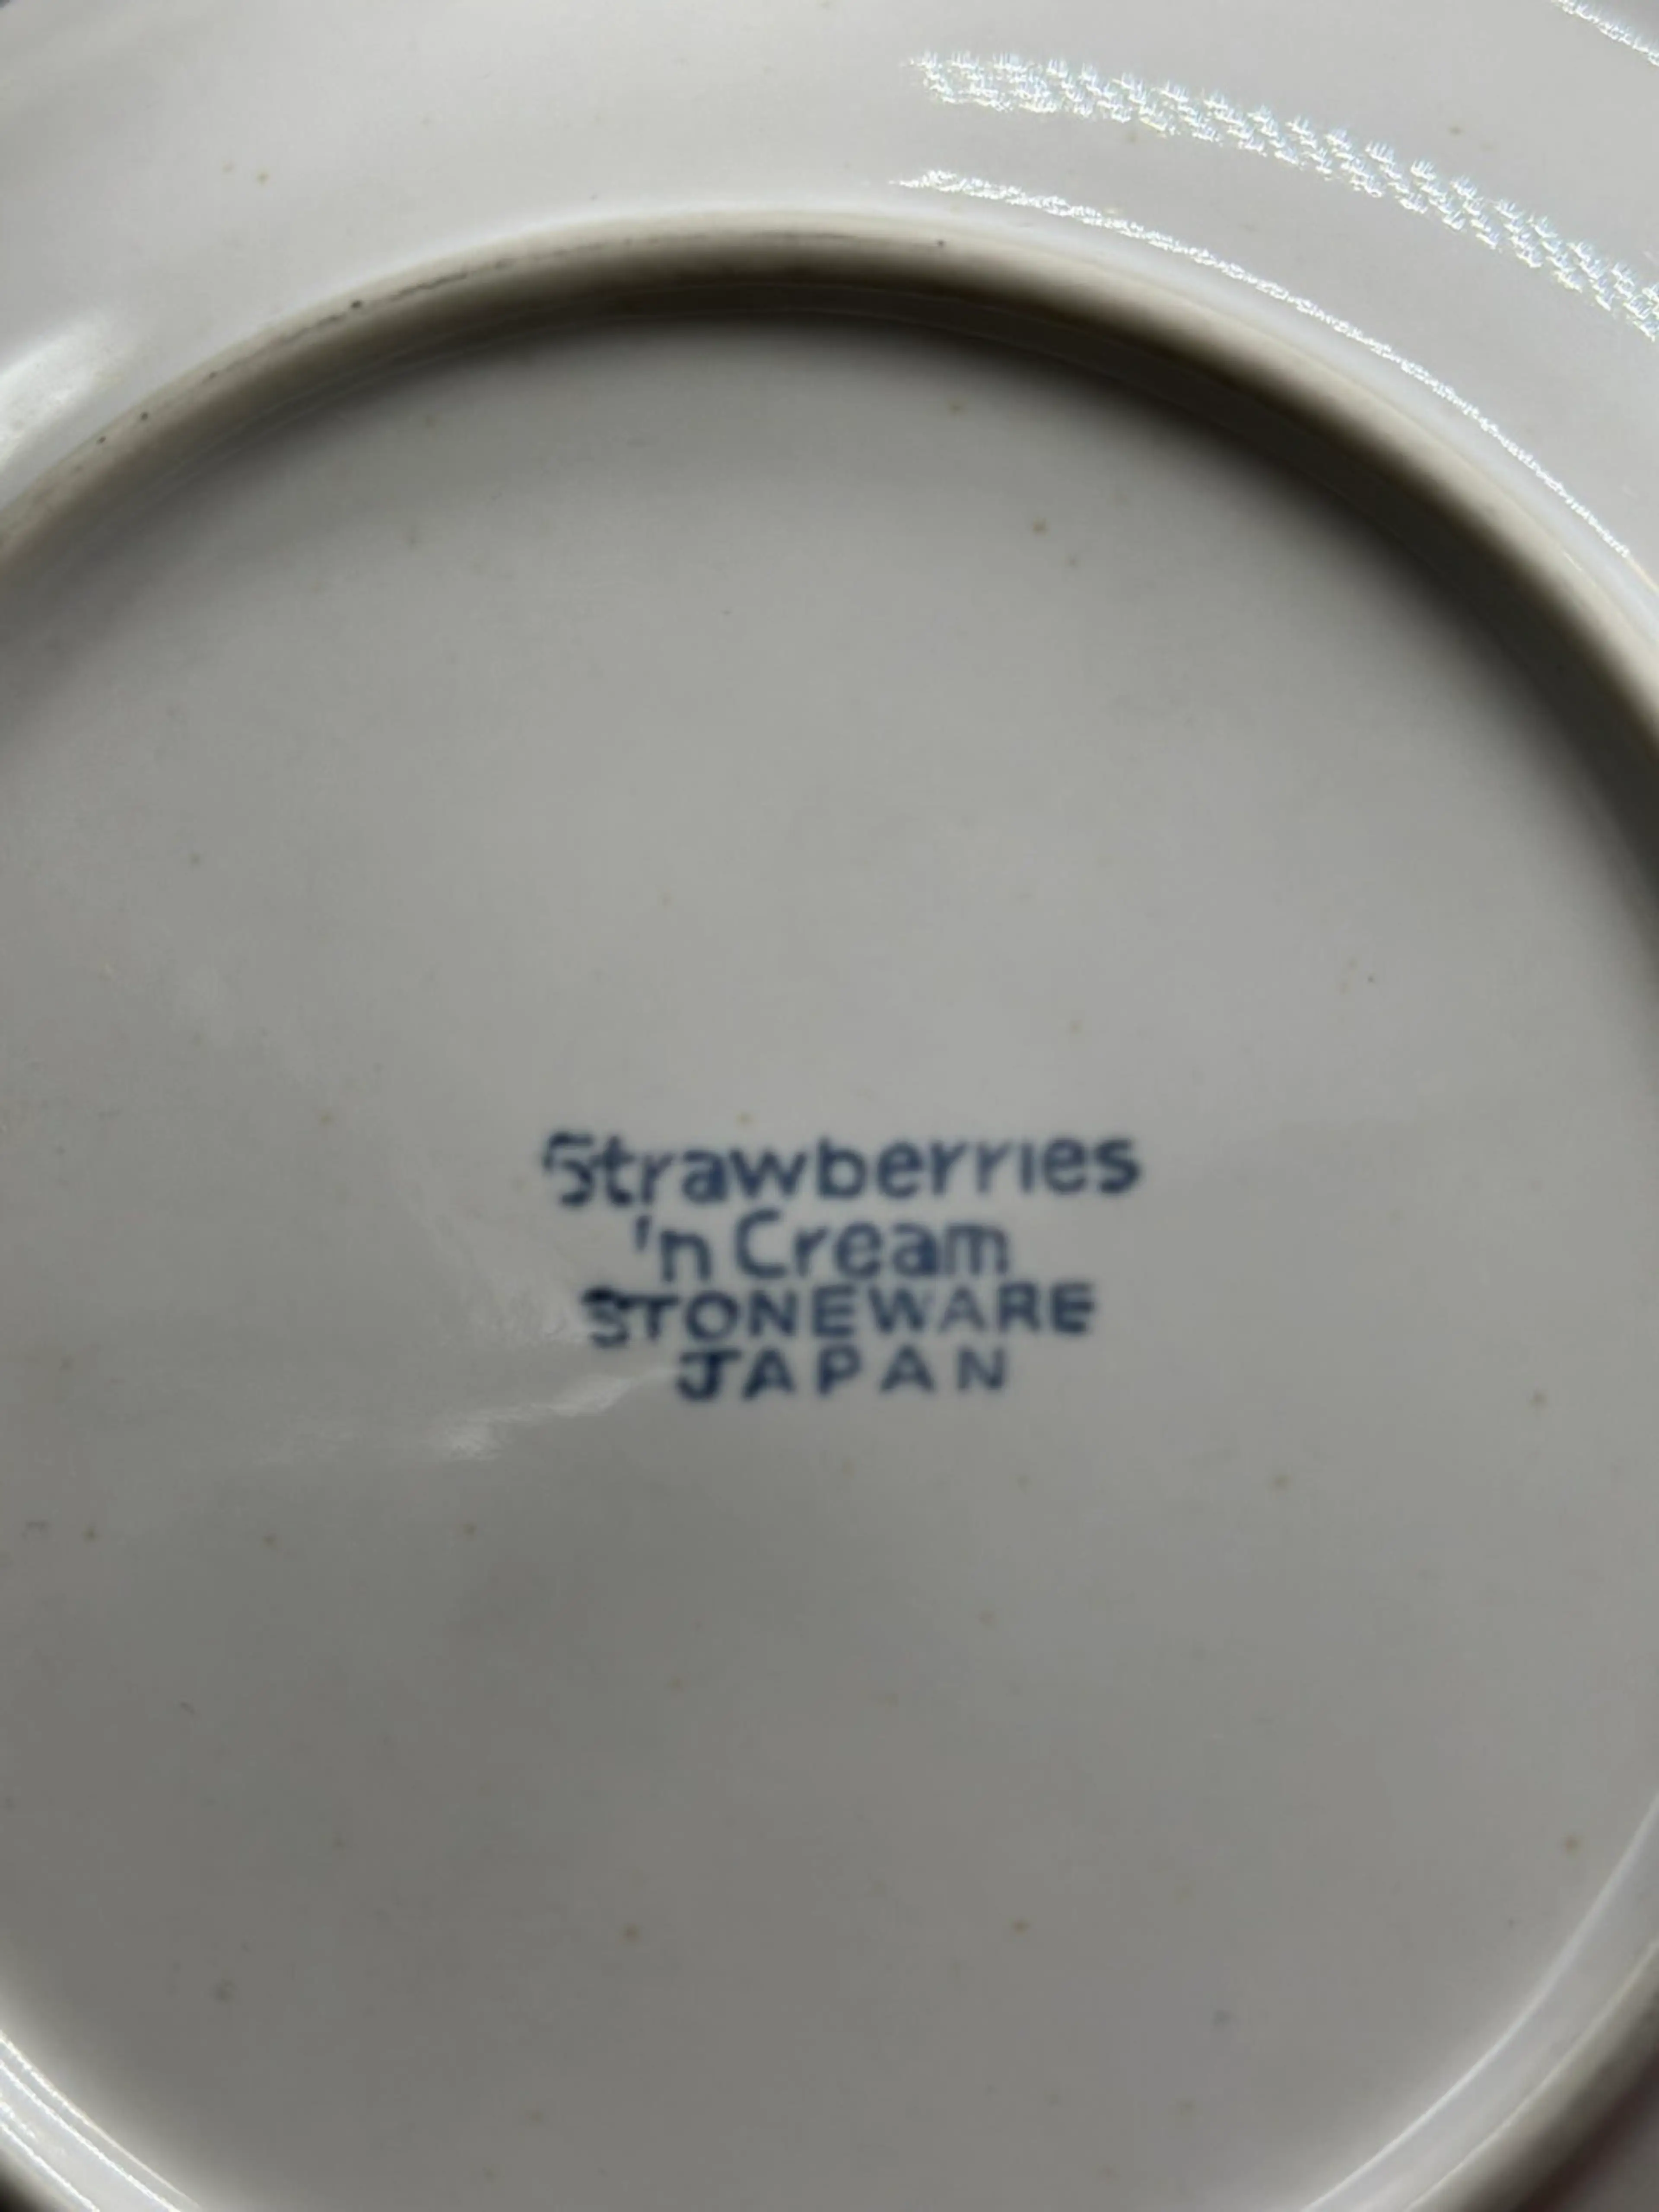 Strawberries
'n Cream
STONEWARE
JAPAN